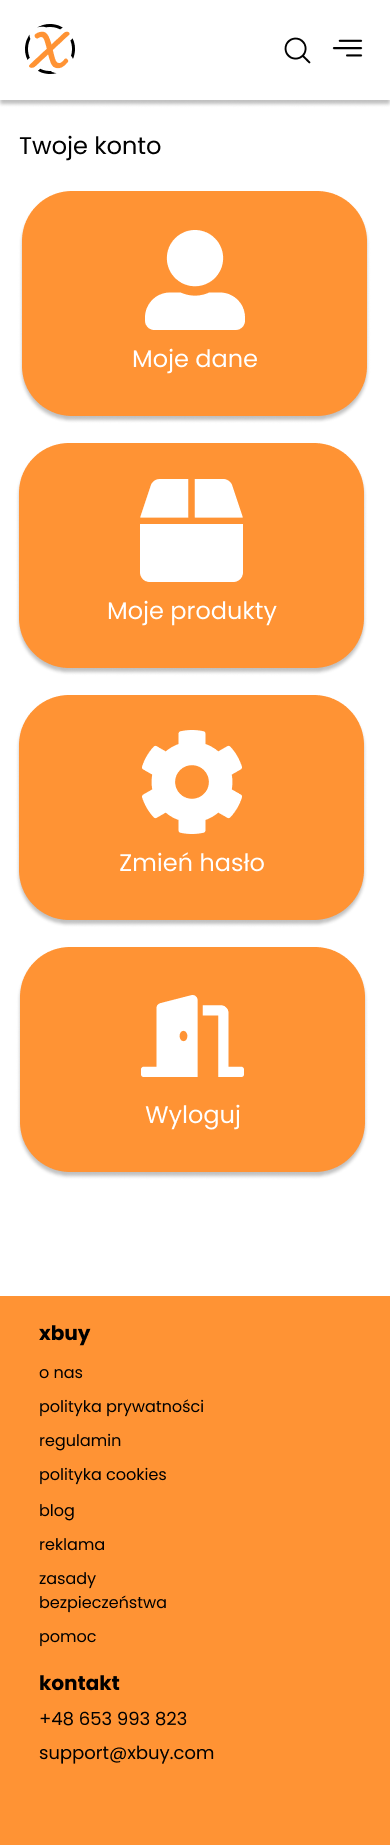 Twoje konto
Moje dane
Moje produkty
Zmień hasło
Wyloguj
xbuy
o nas
polityka prywatności
regulamin
polityka cookies
blog
reklama
zasady
bezpieczeństwa
pomoc
kontakt
+48 653 993 823
support@xbuy.com